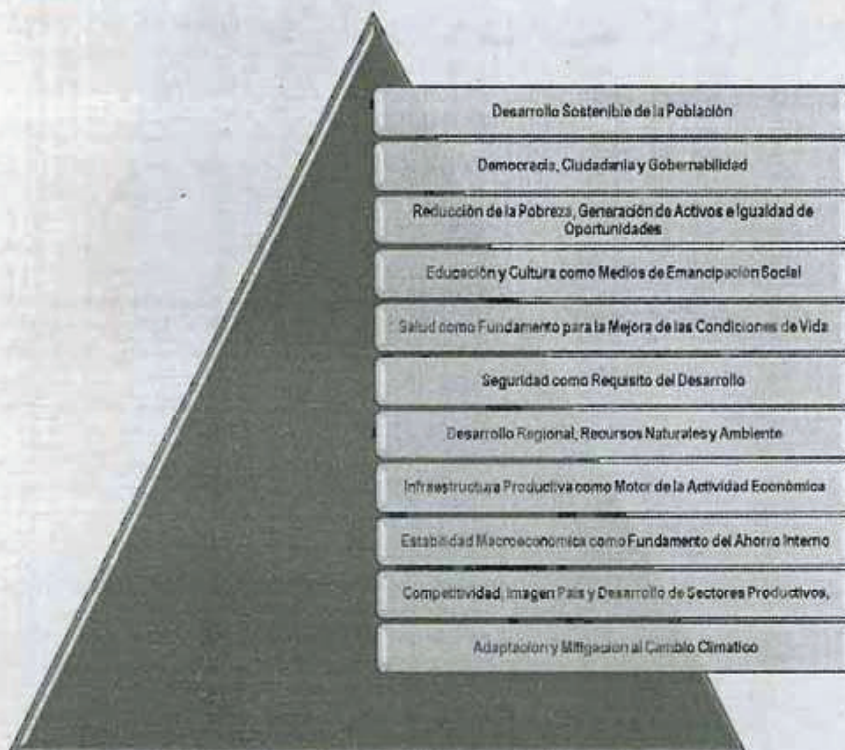 Desarrollo Sostenible de la Población
Democracia, Ciudadanía y Gobernabilidad
Reducción de la Pobreza, Generación de Activos e Igualdad de
Oportunidades
Educación y Cultura como Medios de Emancipación Social
Salud como Fundamento para la Mejora de las Condiciones de Vida
Seguridad como Requisito del Desarrollo
Desarrollo Regional, Recursos Naturales y Ambiente
Infraestructura Productiva como Motor de la Actividad Económica
Estabilidad Macroeconómica como Fundamento del Ahorro Interno
Competitividad, Imagen País y Desarrollo de Sectores Productivos,
Adaptación y Mitigación al Cambio Climático